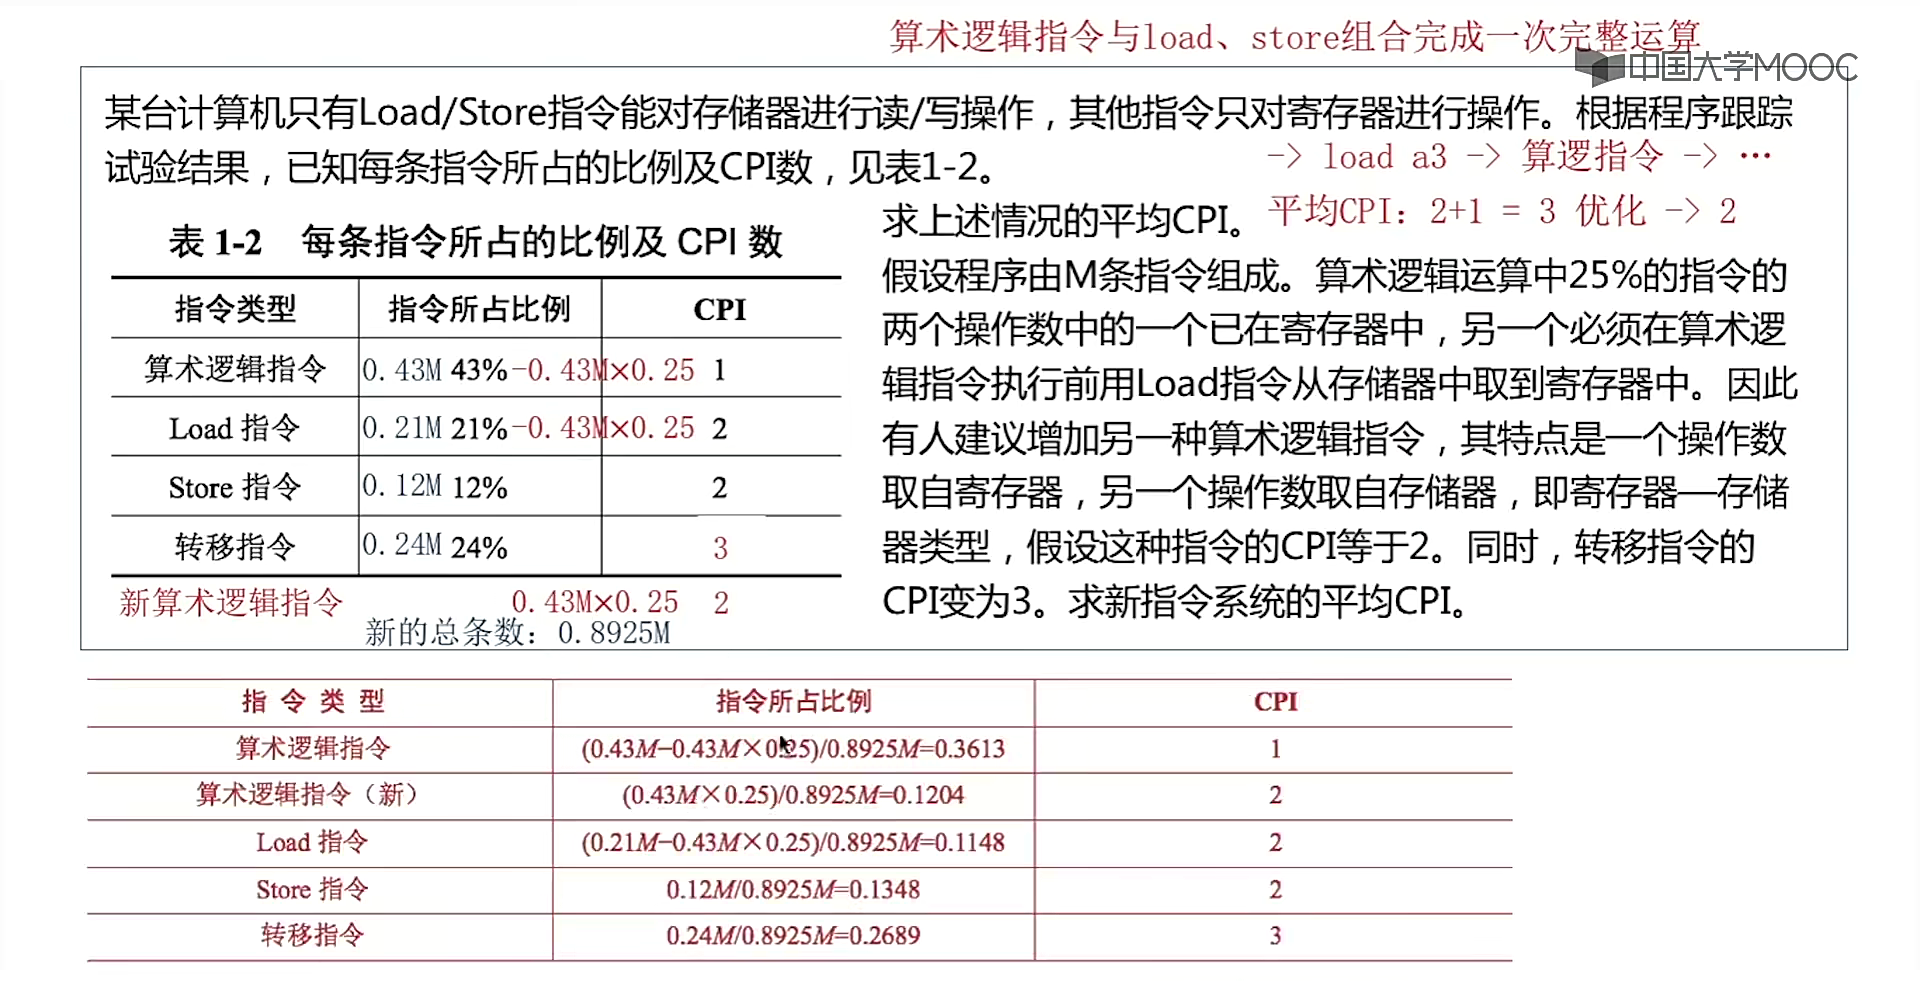 算术逻辑指令与load、store组合完成一次完整运算
中国大学MOOC
某台计算机只有Load/Store指令能对存储器进行读/写操作，其他指令只对寄存器进行操作。根据程序跟踪
试验结果，已知每条指令所占的比例及CPI数，见表1-2。
-> load a3 -> 算逻指令 -> …
求上述情况的平均CPI。
平均CPI: 2+1 = 3 优化 -> 2
假设程序由M条指令组成。算术逻辑运算中25%的指令的
两个操作数中的一个已在寄存器中，另一个必须在算术逻
辑指令执行前用Load指令从存储器中取到寄存器中。因此
有人建议增加另一种算术逻辑指令，其特点是一个操作数
取自寄存器，另一个操作数取自存储器，即寄存器—存储
器类型，假设这种指令的CPI等于2。同时，转移指令的
CPI变为3。求新指令系统的平均CPI。
表 1-2 每条指令所占的比例及 CPI 数
指令类型 指令所占比例 CPI
算术逻辑指令 0.43M 43% -0.43M×0.25 1
Load 指令 0.21M 21% -0.43M×0.25 2
Store 指令 0.12M 12% 2
转移指令 0.24M 24% 3
新算术逻辑指令 0.43M×0.25 2
新的总条数: 0.8925M
指 令 类 型 指令所占比例 CPI
算术逻辑指令 (0.43M−0.43M×0.25)/0.8925M=0.3613 1
算术逻辑指令（新） (0.43M×0.25)/0.8925M=0.1204 2
Load 指令 (0.21M−0.43M×0.25)/0.8925M=0.1148 2
Store 指令 0.12M/0.8925M=0.1348 2
转移指令 0.24M/0.8925M=0.2689 3